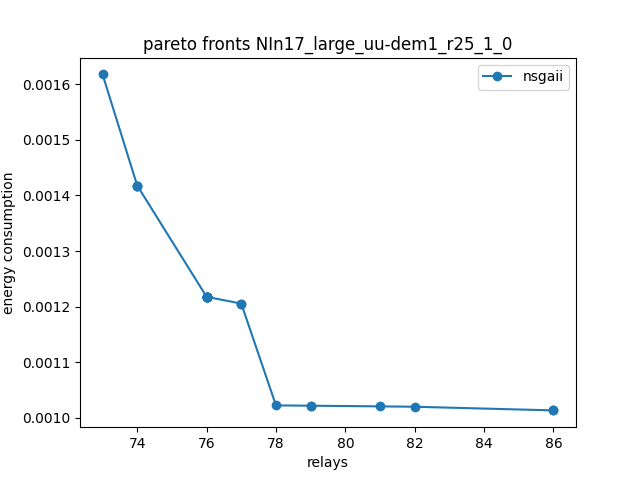 pareto fronts NIn17_large_uu-dem1_r25_1_0
nsgaii
energy consumption
0.0016
0.0015
0.0014
0.0013
0.0012
0.0011
0.0010
74 76 78 80 82 84 86
relays